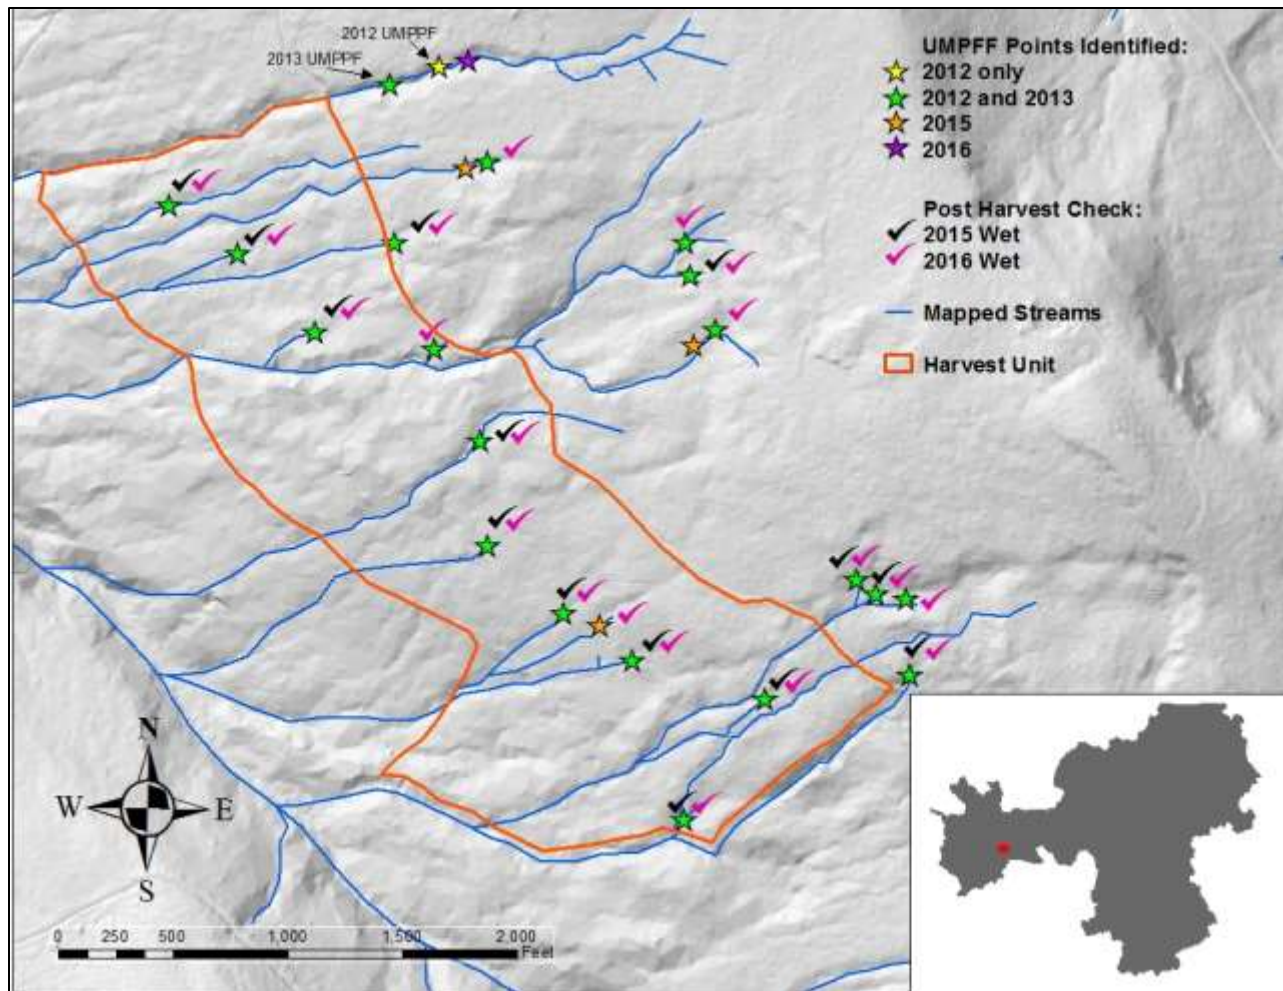 2012 UMPPF
2013 UMPPF
UMPFF Points Identified:
2012 only
2012 and 2013
2015
2016
Post Harvest Check:
2015 Wet
2016 Wet
Mapped Streams
Harvest Unit
N
W
E
S
0 250 500 1,000 1,500 2,000
Feet